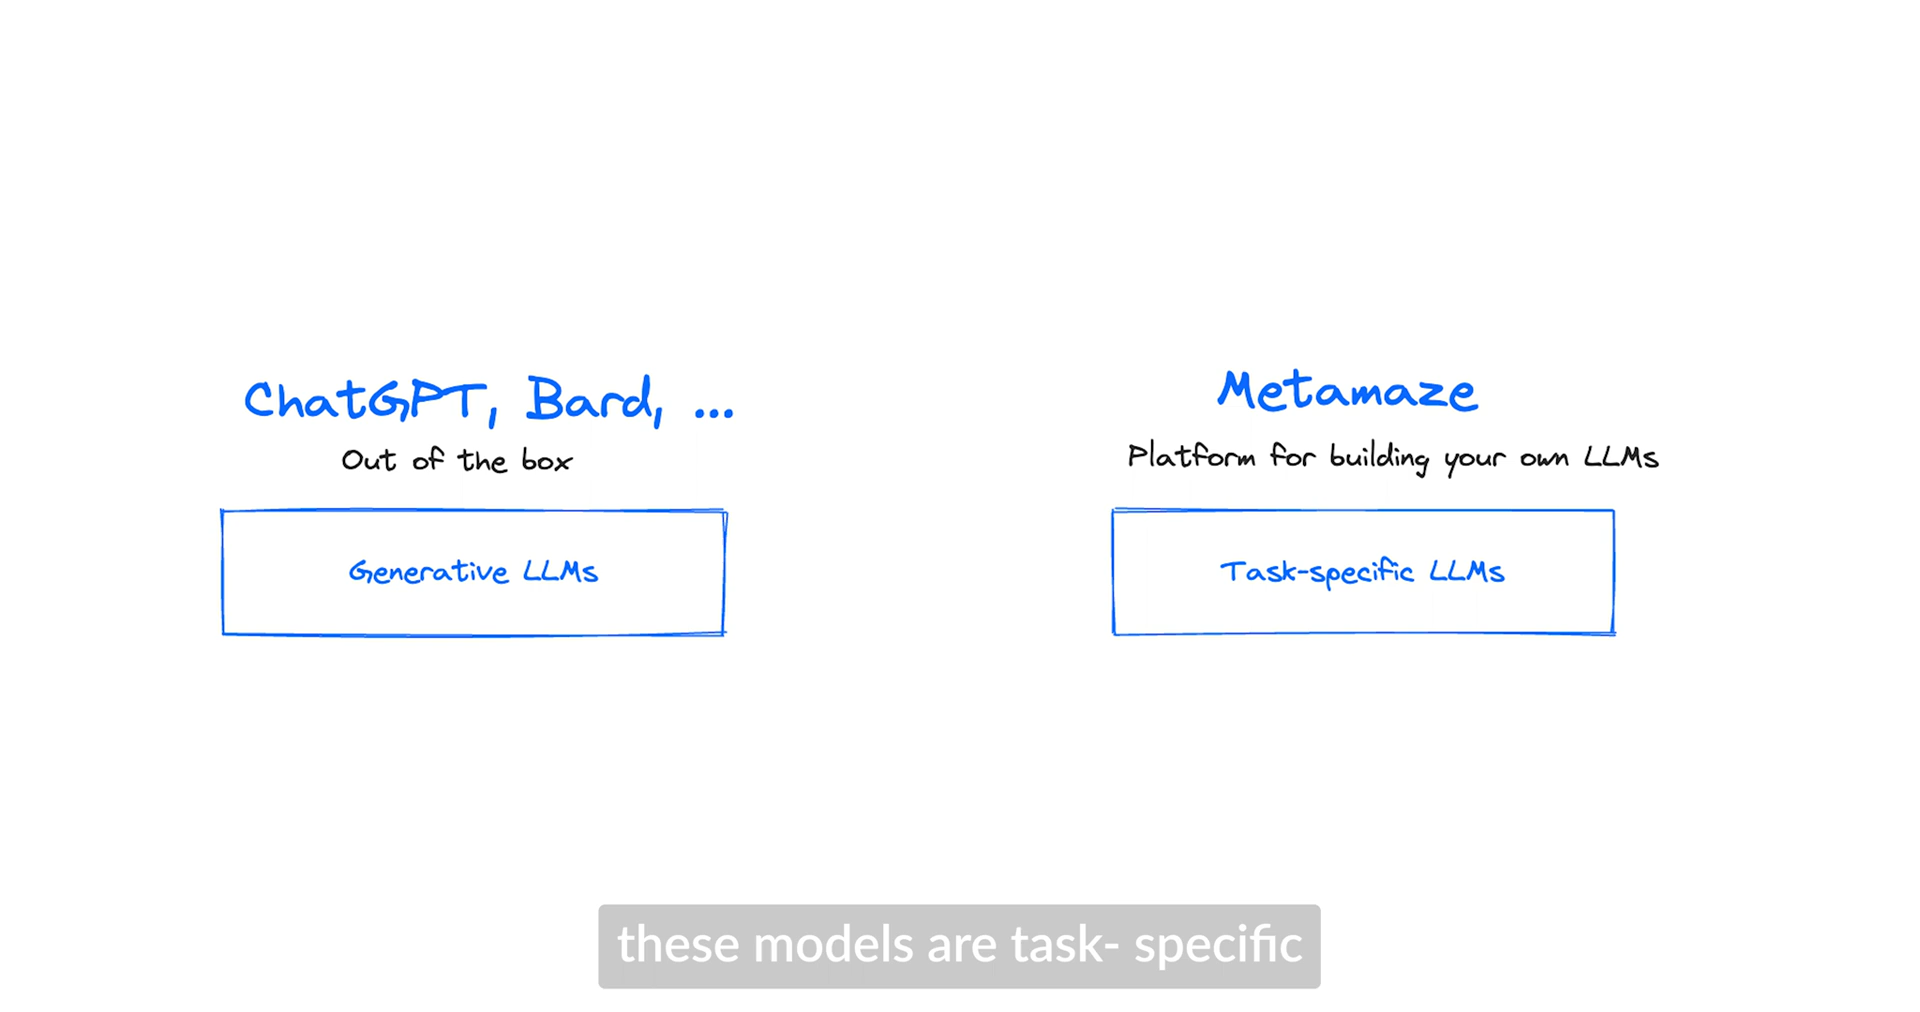 ChatGPT, Bard, ...
Out of the box
Generative LLMs
Metamaze
Platform for building your own LLMs
Task-specific LLMs
these models are task- specific